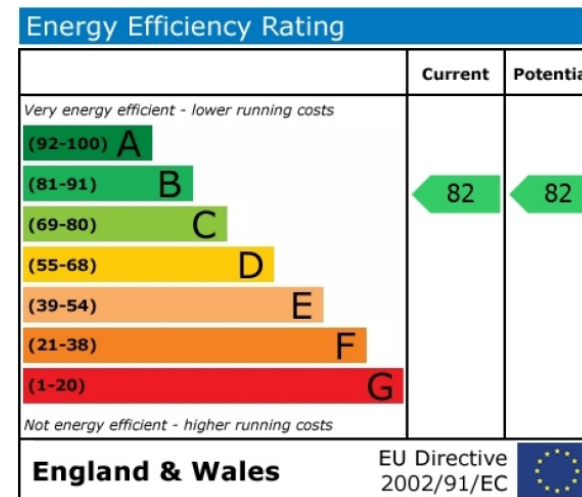 Energy Efficiency Rating
Current Potentia
Very energy efficient - lower running costs
(92-100) A
(81-91) B
82 82
(69-80) C
(55-68) D
(39-54) E
(21-38) F
(1-20) G
Not energy efficient - higher running costs
England & Wales
EU Directive
2002/91/EC